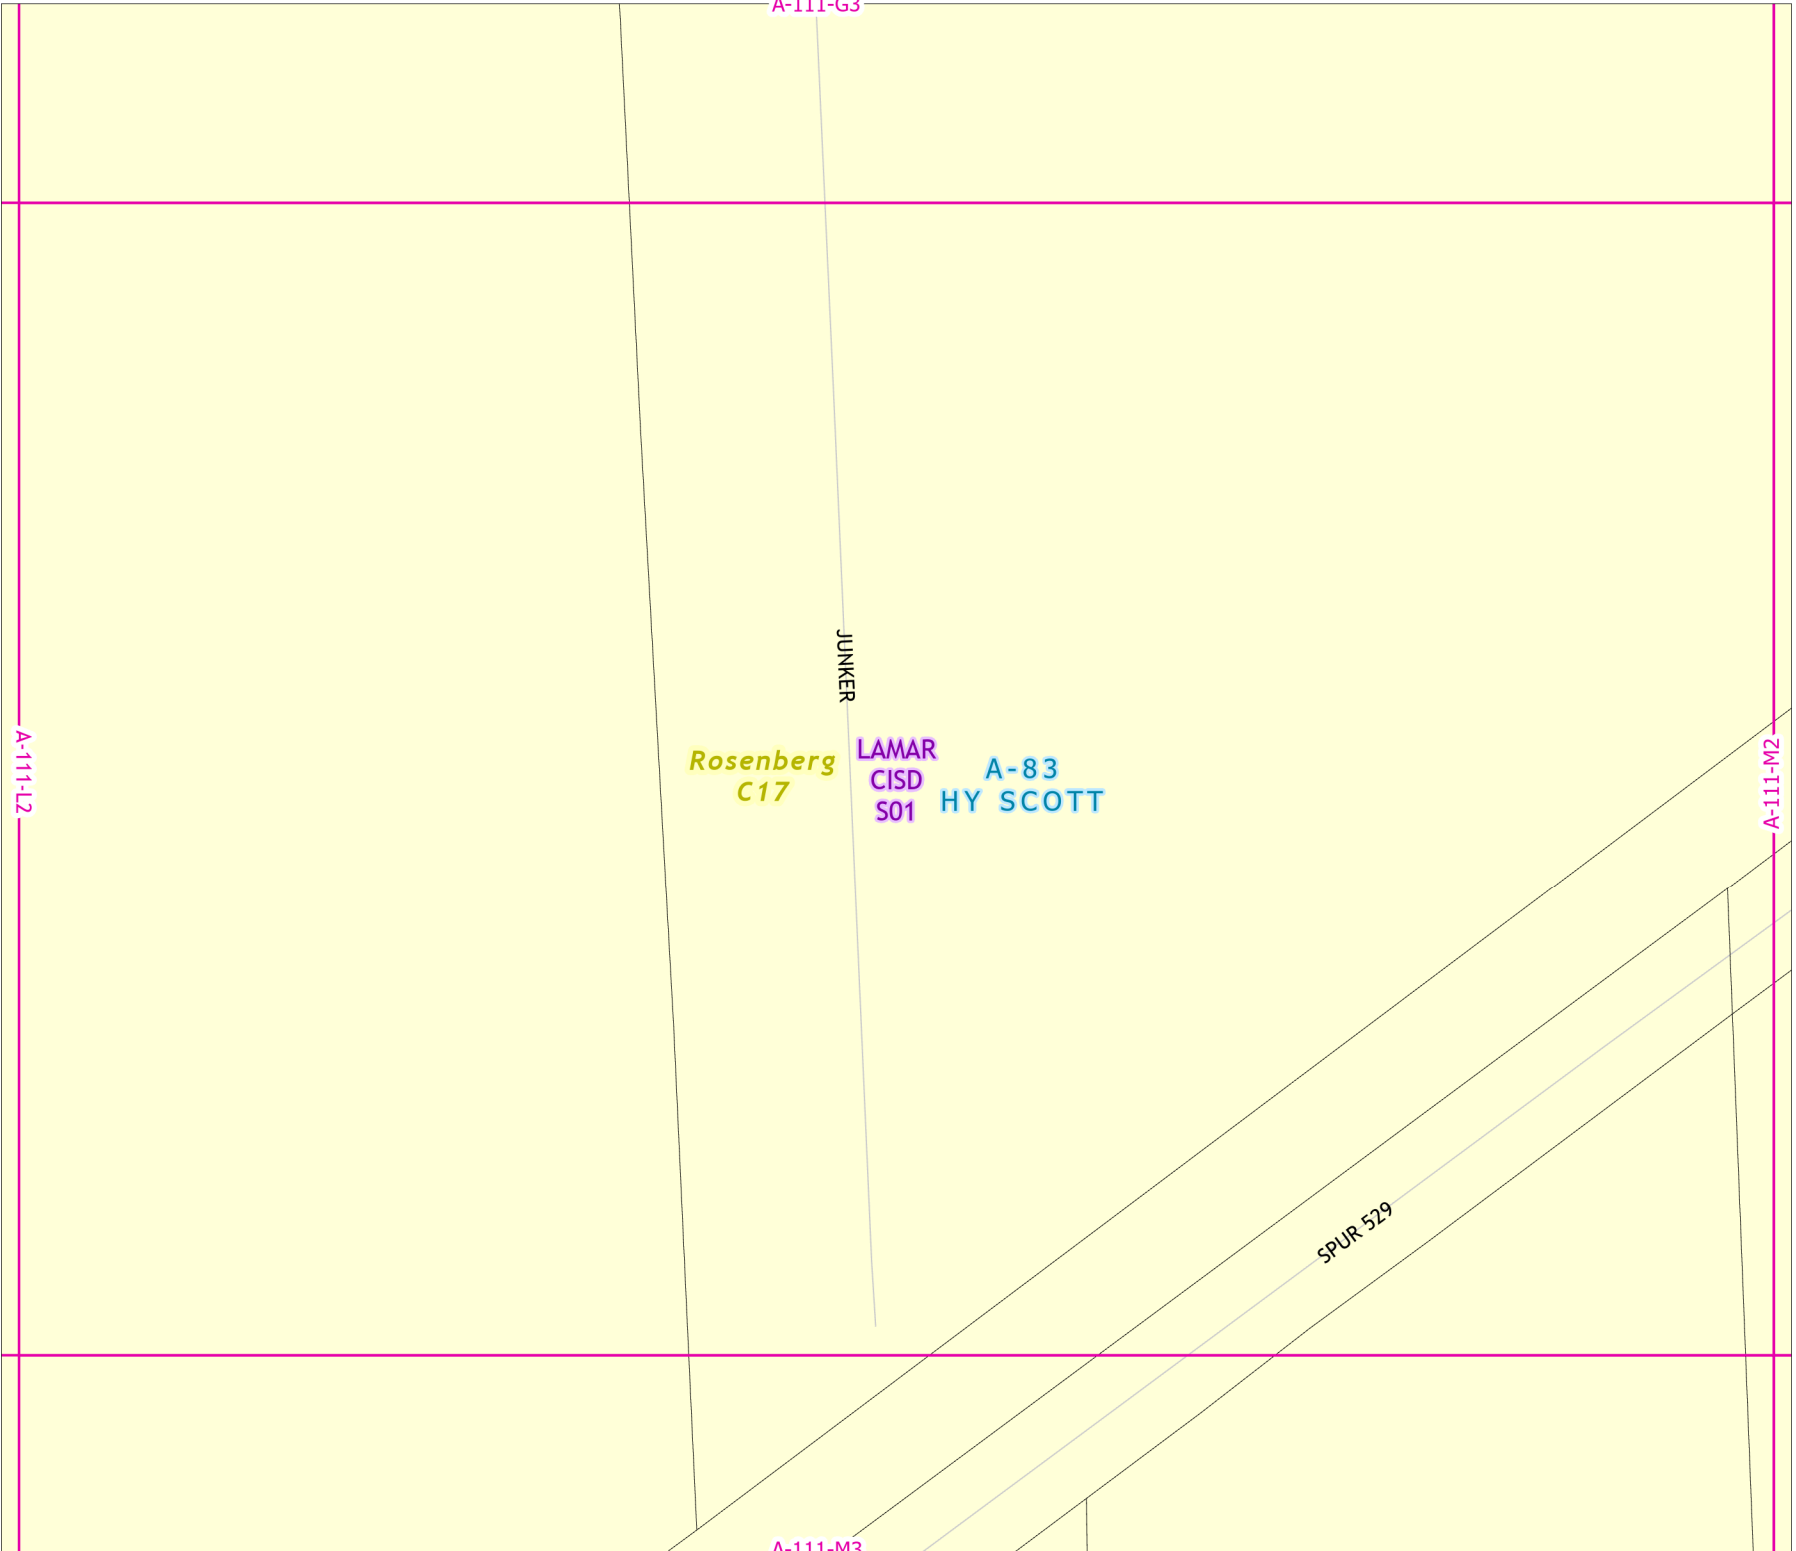 A-111-G3
JUNKER
Rosenberg
C17
LAMAR
CISD
S01
A-83
HY SCOTT
A-111-L2
A-111-M2
SPUR 529
A-111-M3